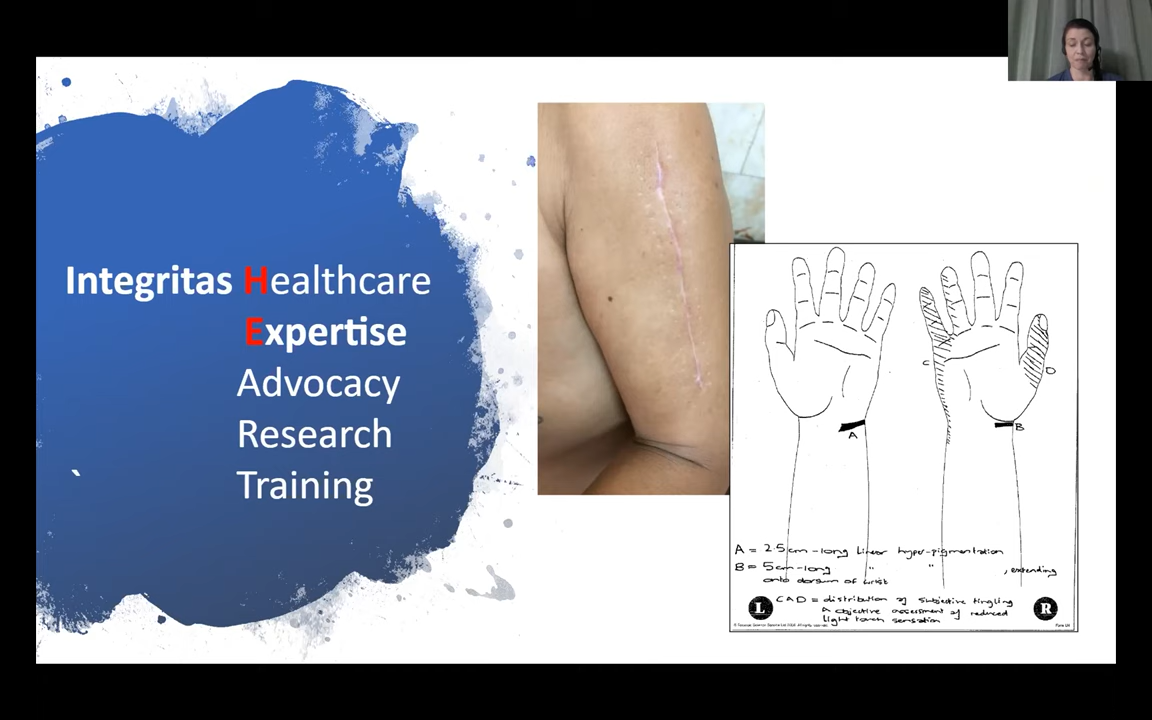 Integritas Healthcare
Expertise
Advocacy
Research
Training
`
C
D
A
B
A = 2.5cm-long Linear hyper-pigmentation
B = 5cm-long " " , extending
onto dorsum of wrist
C A D = distribution of subjective tingling
& objective assessment of reduced
light touch sensation
L
R